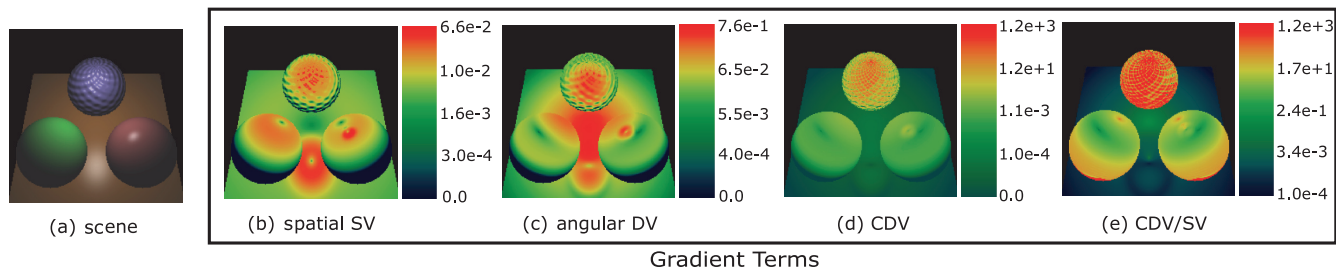 6.6e-2
1.0e-2
1.6e-3
3.0e-4
0.0
7.6e-1
6.5e-2
5.5e-3
4.0e-4
0.0
1.2e+3
1.2e+1
1.1e-3
1.0e-4
0.0
1.2e+3
1.7e+1
2.4e-1
3.4e-3
1.0e-4
(a) scene
(b) spatial SV
(c) angular DV
(d) CDV
(e) CDV/SV
Gradient Terms